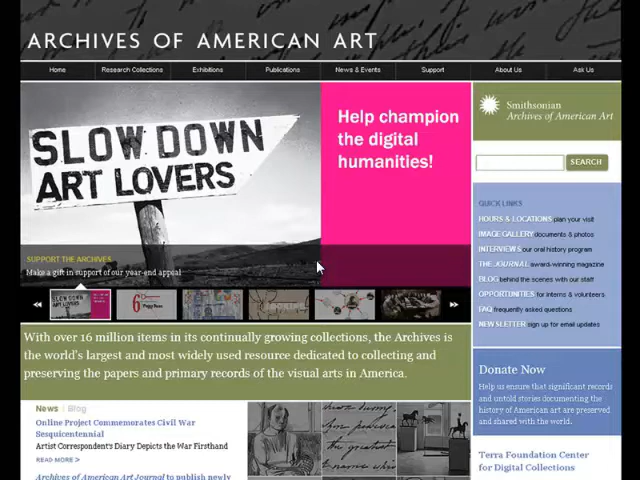 ARCHIVES OF AMERICAN ART
Home
Research Collections
Exhibitions
Publications
News & Events
Support
About Us
Ask Us
SLOW DOWN
ART LOVERS
Help champion
the digital
humanities!
SUPPORT THE ARCHIVES
Make a gift in support of our year-end appeal
Smithsonian
Archives of American Art
SEARCH
QUICK LINKS
HOURS & LOCATIONS plan your visit
IMAGE GALLERY documents & photos
INTERVIEWS our oral history program
THE JOURNAL award-winning magazine
BLOG behind the scenes with our staff
OPPORTUNITIES for interns & volunteers
FAQ frequently asked questions
NEWSLETTER sign up for email updates
With over 16 million items in its continually growing collections, the Archives is
the world's largest and most widely used resource dedicated to collecting and
preserving the papers and primary records of the visual arts in America.
Donate Now
Help us ensure that significant records
and untold stories documenting the
history of American art are preserved
and shared with the world.
News | Blog
Online Project Commemorates Civil War
Sesquicentennial
Artist Correspondent's Diary Depicts the War Firsthand
READ MORE >
Archives of American Art Journal to publish newly
Terra Foundation Center
for Digital Collections